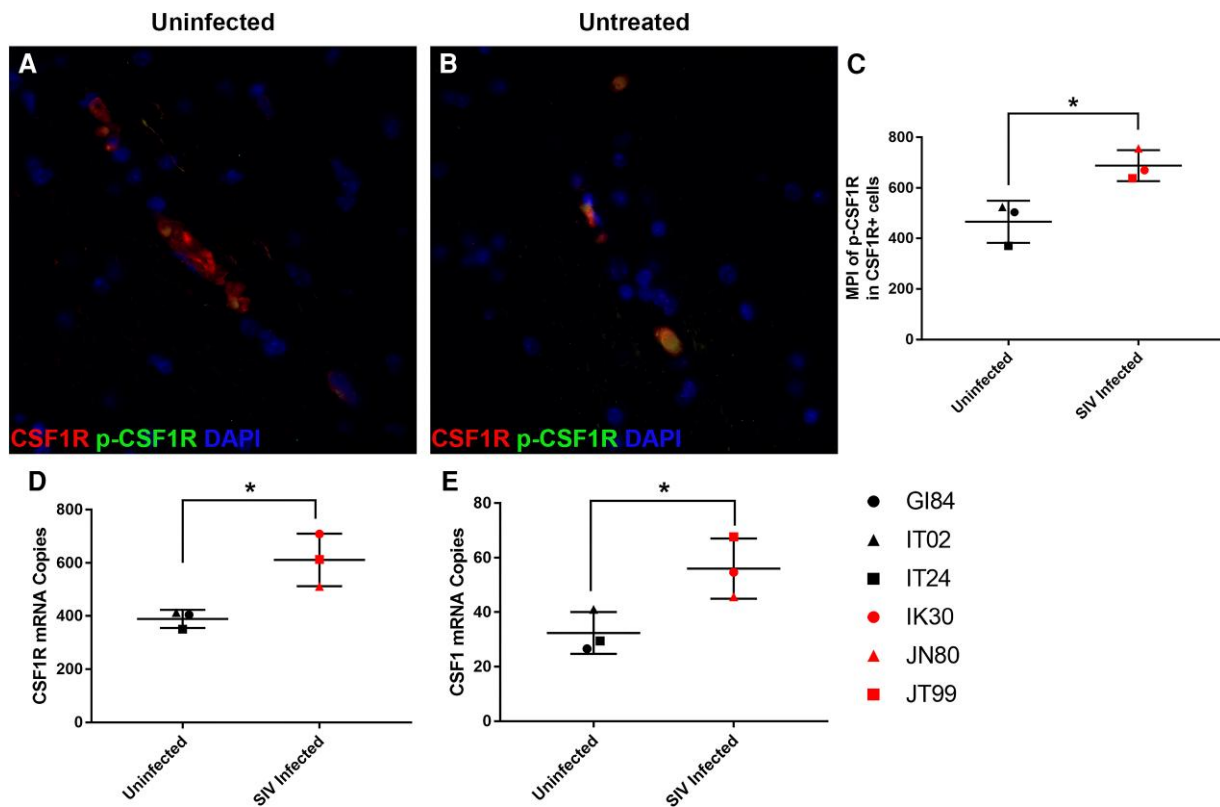 Uninfected
Untreated
A
B
CSF1R p-CSF1R DAPI
CSF1R p-CSF1R DAPI
C
*
800
600
400
200
0
MPI of p-CSF1R
in CSF1R+ cells
Uninfected
SIV Infected
D
*
800
600
400
200
0
CSF1R mRNA Copies
Uninfected
SIV Infected
E
*
80
60
40
20
0
CSF1 mRNA Copies
Uninfected
SIV Infected
GI84
IT02
IT24
IK30
JN80
JT99